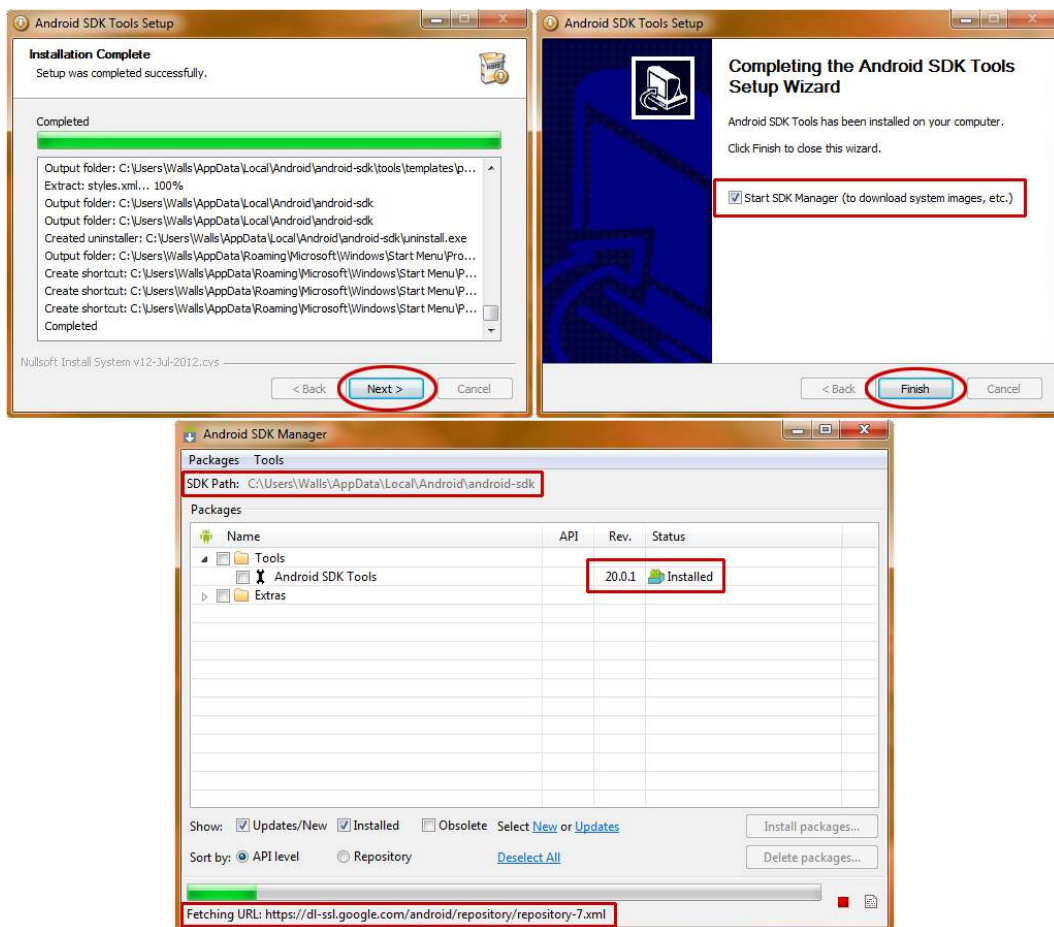 Android SDK Tools Setup
Installation Complete
Setup was completed successfully.
Completed
Output folder: C:\Users\Walls\AppData\Local\Android\android-sdk\tools\templates\p...
Extract: styles.xml... 100%
Output folder: C:\Users\Walls\AppData\Local\Android\android-sdk
Output folder: C:\Users\Walls\AppData\Local\Android\android-sdk
Created uninstaller: C:\Users\Walls\AppData\Local\Android\android-sdk\uninstall.exe
Output folder: C:\Users\Walls\AppData\Roaming\Microsoft\Windows\Start Menu\Pro...
Create shortcut: C:\Users\Walls\AppData\Roaming\Microsoft\Windows\Start Menu\P...
Create shortcut: C:\Users\Walls\AppData\Roaming\Microsoft\Windows\Start Menu\P...
Create shortcut: C:\Users\Walls\AppData\Roaming\Microsoft\Windows\Start Menu\P...
Completed
Nullsoft Install System v12-Jul-2012.cvs
< Back Next > Cancel
Android SDK Tools Setup
Completing the Android SDK Tools
Setup Wizard
Android SDK Tools has been installed on your computer.
Click Finish to close this wizard.
Start SDK Manager (to download system images, etc.)
< Back Finish Cancel
Android SDK Manager
Packages Tools
SDK Path: C:\Users\Walls\AppData\Local\Android\android-sdk
Packages
Name API Rev. Status
Tools
Android SDK Tools 20.0.1 Installed
Extras
Show: Updates/New Installed Obsolete Select New or Updates Install packages...
Sort by: API level Repository Deselect All Delete packages...
Fetching URL: https://dl-ssl.google.com/android/repository/repository-7.xml